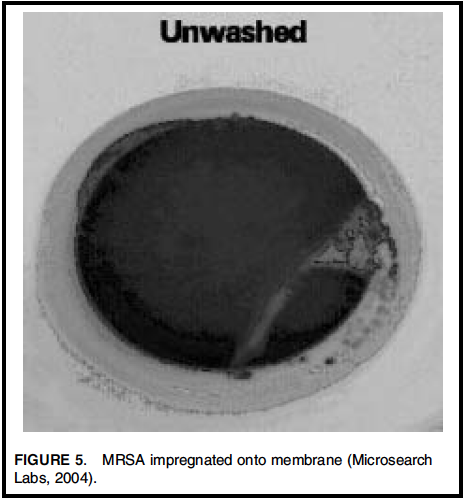 Unwashed
FIGURE 5. MRSA impregnated onto membrane (Microsearch
Labs, 2004).